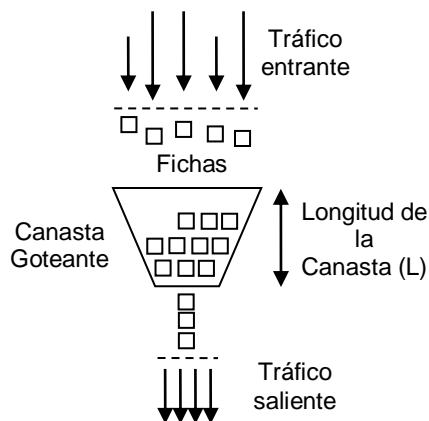 Tráfico
entrante
Fichas
Canasta
Goteante
Longitud de
la
Canasta (L)
Tráfico
saliente